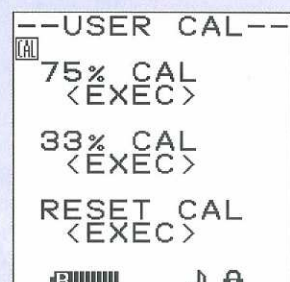 --USER CAL--
CAL
75% CAL
<EXEC>
33% CAL
<EXEC>
RESET CAL
<EXEC>